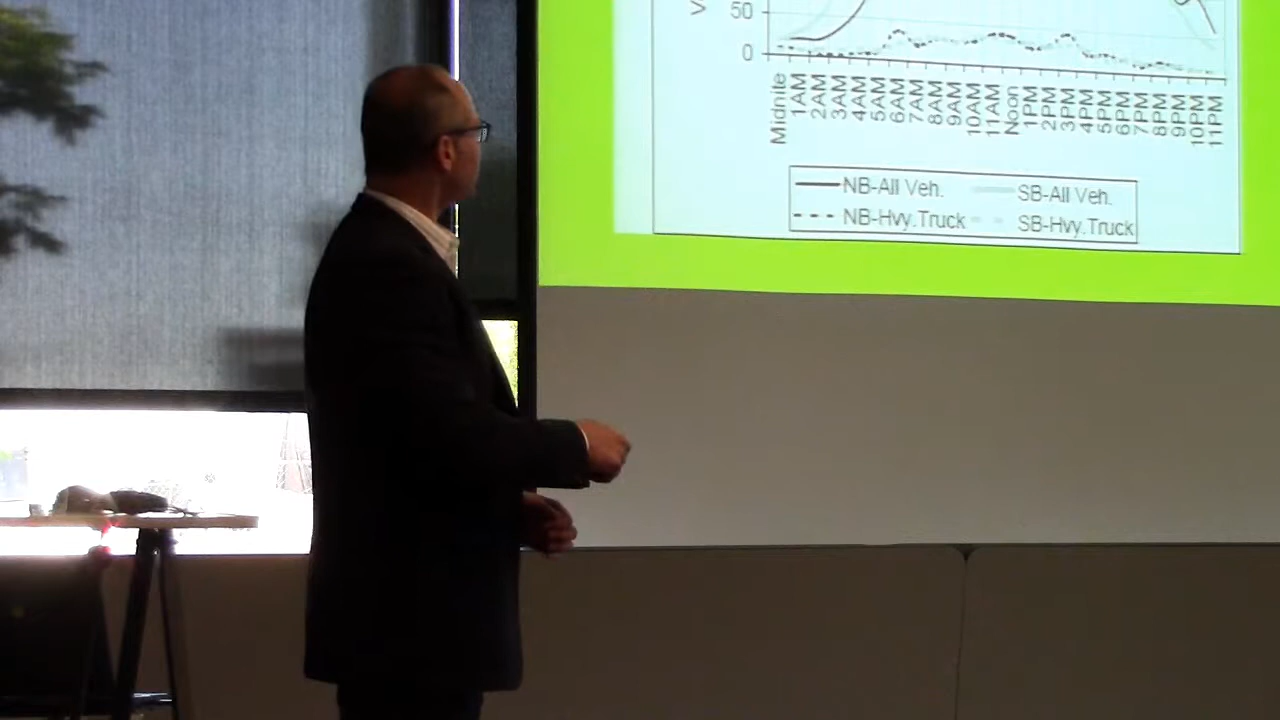 V
50
0
Midnite
1AM
2AM
3AM
4AM
5AM
6AM
7AM
8AM
9AM
10AM
11AM
Noon
1PM
2PM
3PM
4PM
5PM
6PM
7PM
8PM
9PM
10PM
11PM
NB-All Veh.
SB-All Veh.
NB-Hvy.Truck
SB-Hvy.Truck